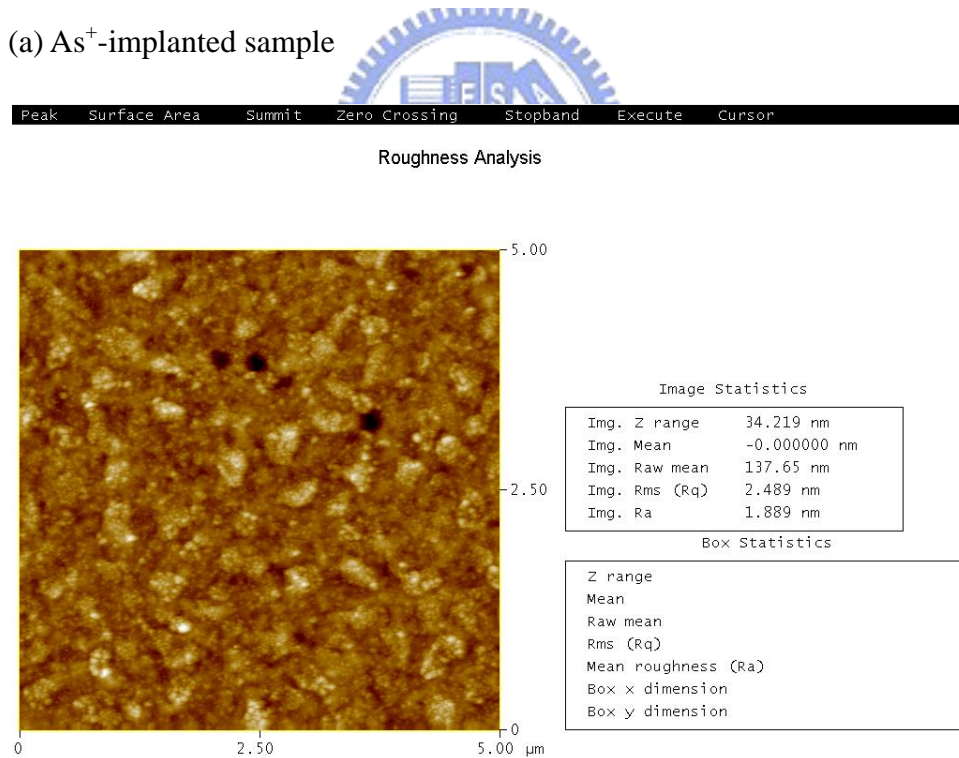 (a) As⁺-implanted sample
ESA
Peak Surface Area Summit Zero Crossing Stopband Execute Cursor
Roughness Analysis
5.00
2.50
0
0 2.50 5.00 µm
Image Statistics
Img. Z range 34.219 nm
Img. Mean -0.000000 nm
Img. Raw mean 137.65 nm
Img. Rms (Rq) 2.489 nm
Img. Ra 1.889 nm
Box Statistics
Z range
Mean
Raw mean
Rms (Rq)
Mean roughness (Ra)
Box x dimension
Box y dimension